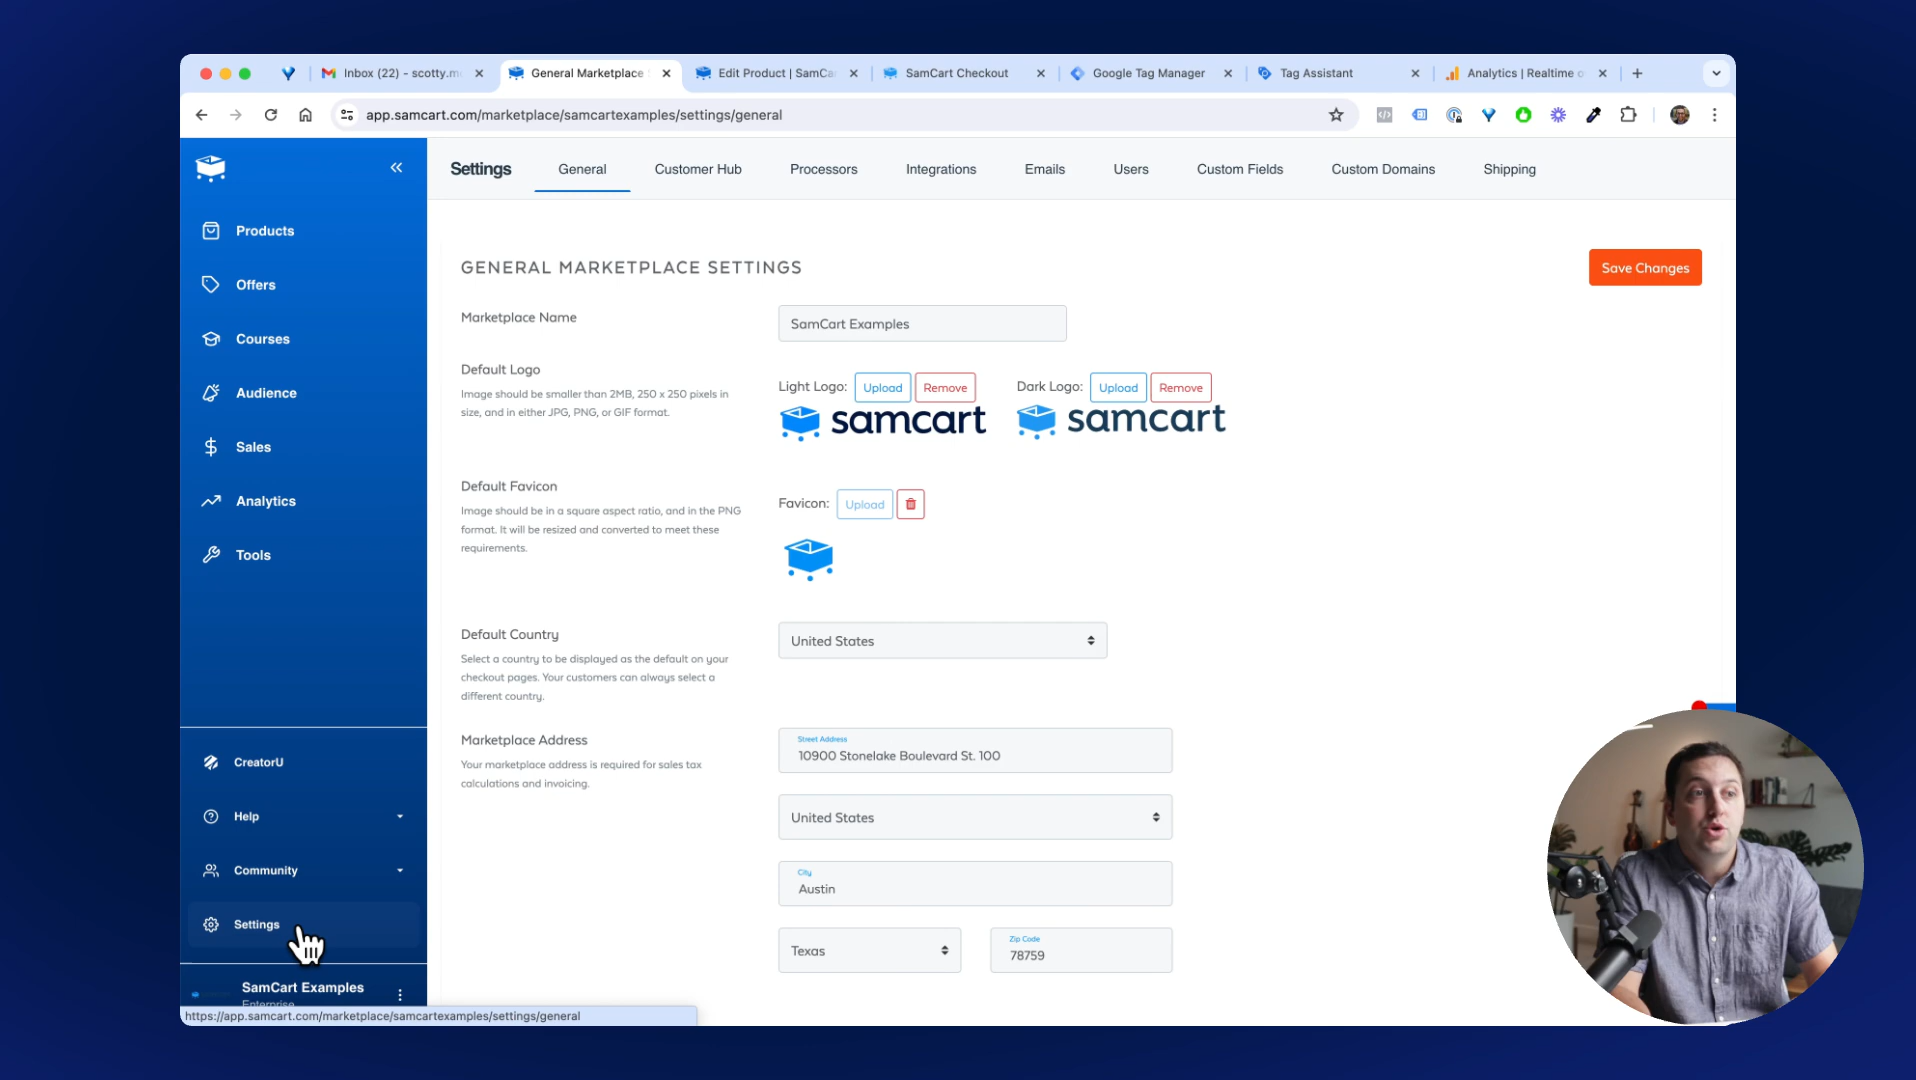 Inbox (22) - scotty.m
General Marketplace
Edit Product | SamCa
SamCart Checkout
Google Tag Manager
Tag Assistant
Analytics | Realtime o
app.samcart.com/marketplace/samcartexamples/settings/general
Settings
General
Customer Hub
Processors
Integrations
Emails
Users
Custom Fields
Custom Domains
Shipping
Products
Offers
Courses
Audience
Sales
Analytics
Tools
CreatorU
Help
Community
Settings
SamCart Examples
Enterprise
https://app.samcart.com/marketplace/samcartexamples/settings/general
GENERAL MARKETPLACE SETTINGS
Save Changes
Marketplace Name
SamCart Examples
Default Logo
Image should be smaller than 2MB, 250 x 250 pixels in
size, and in either JPG, PNG, or GIF format.
Light Logo: Upload Remove
samcart
Dark Logo: Upload Remove
samcart
Default Favicon
Image should be in a square aspect ratio, and in the PNG
format. It will be resized and converted to meet these
requirements.
Favicon: Upload
Default Country
Select a country to be displayed as the default on your
checkout pages. Your customers can always select a
different country.
United States
Marketplace Address
Your marketplace address is required for sales tax
calculations and invoicing.
Street Address
10900 Stonelake Boulevard St. 100
United States
City
Austin
Texas
Zip Code
78759